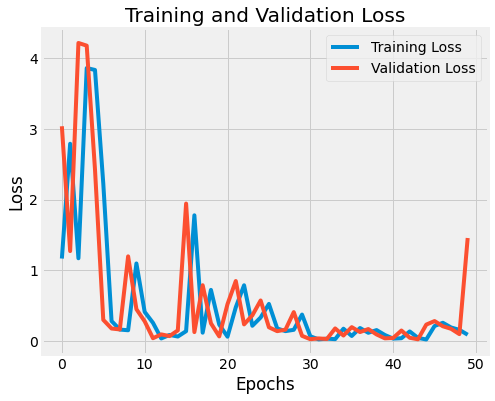 Training and Validation Loss
Training Loss
Validation Loss
Loss
4
3
2
1
0
0 10 20 30 40 50
Epochs